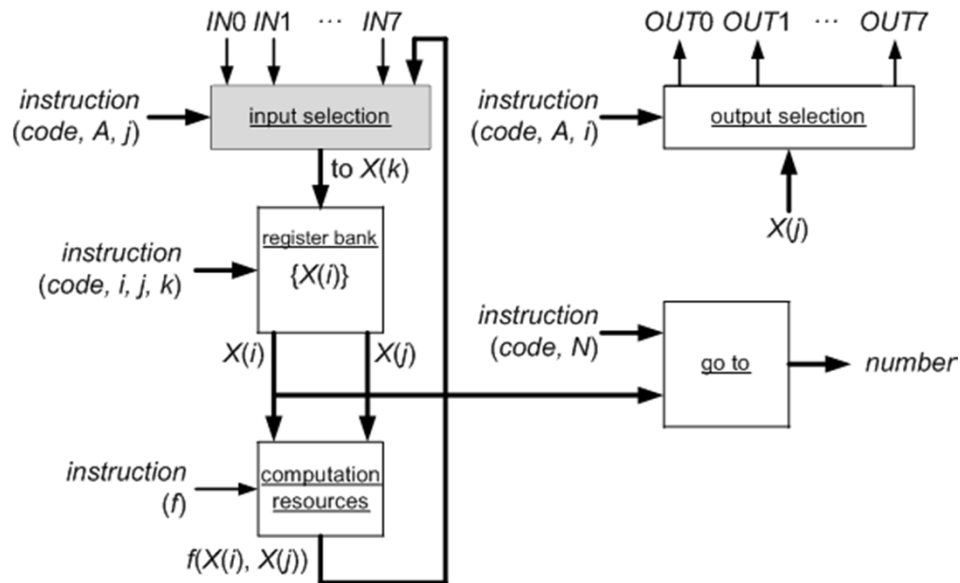 IN0 IN1 ⋯ IN7
instruction
(code, A, j)
input selection
to X(k)
instruction
(code, i, j, k)
register bank
{X(i)}
X(i)
X(j)
instruction
(f)
computation
resources
f(X(i), X(j))
OUT0 OUT1 ⋯ OUT7
instruction
(code, A, i)
output selection
X(j)
instruction
(code, N)
go to
number